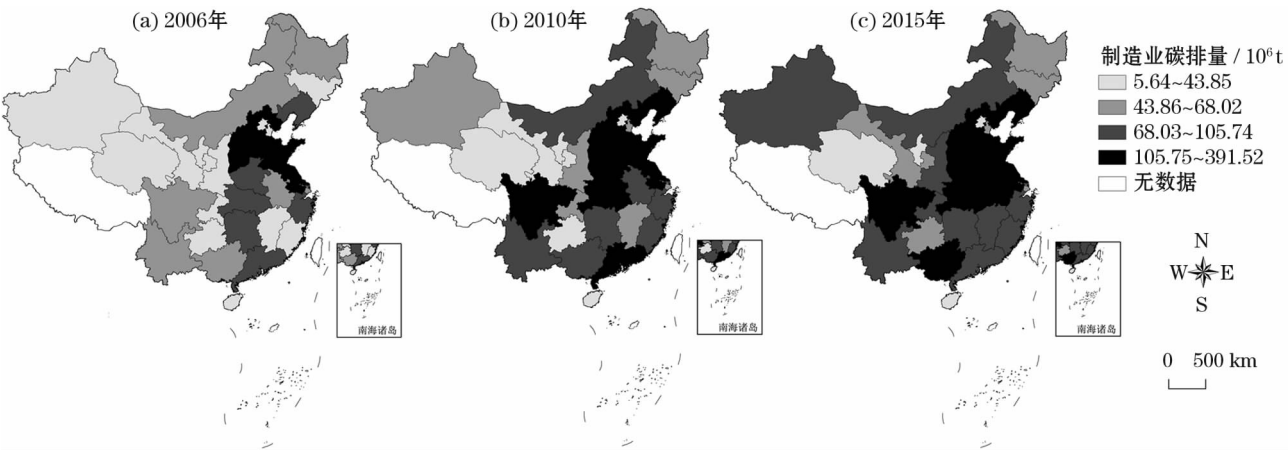 (a) 2006年
(b) 2010年
(c) 2015年
制造业碳排量 / 10⁶t
5.64~43.85
43.86~68.02
68.03~105.74
105.75~391.52
无数据
N
W E
S
0 500 km
南海诸岛
南海诸岛
南海诸岛